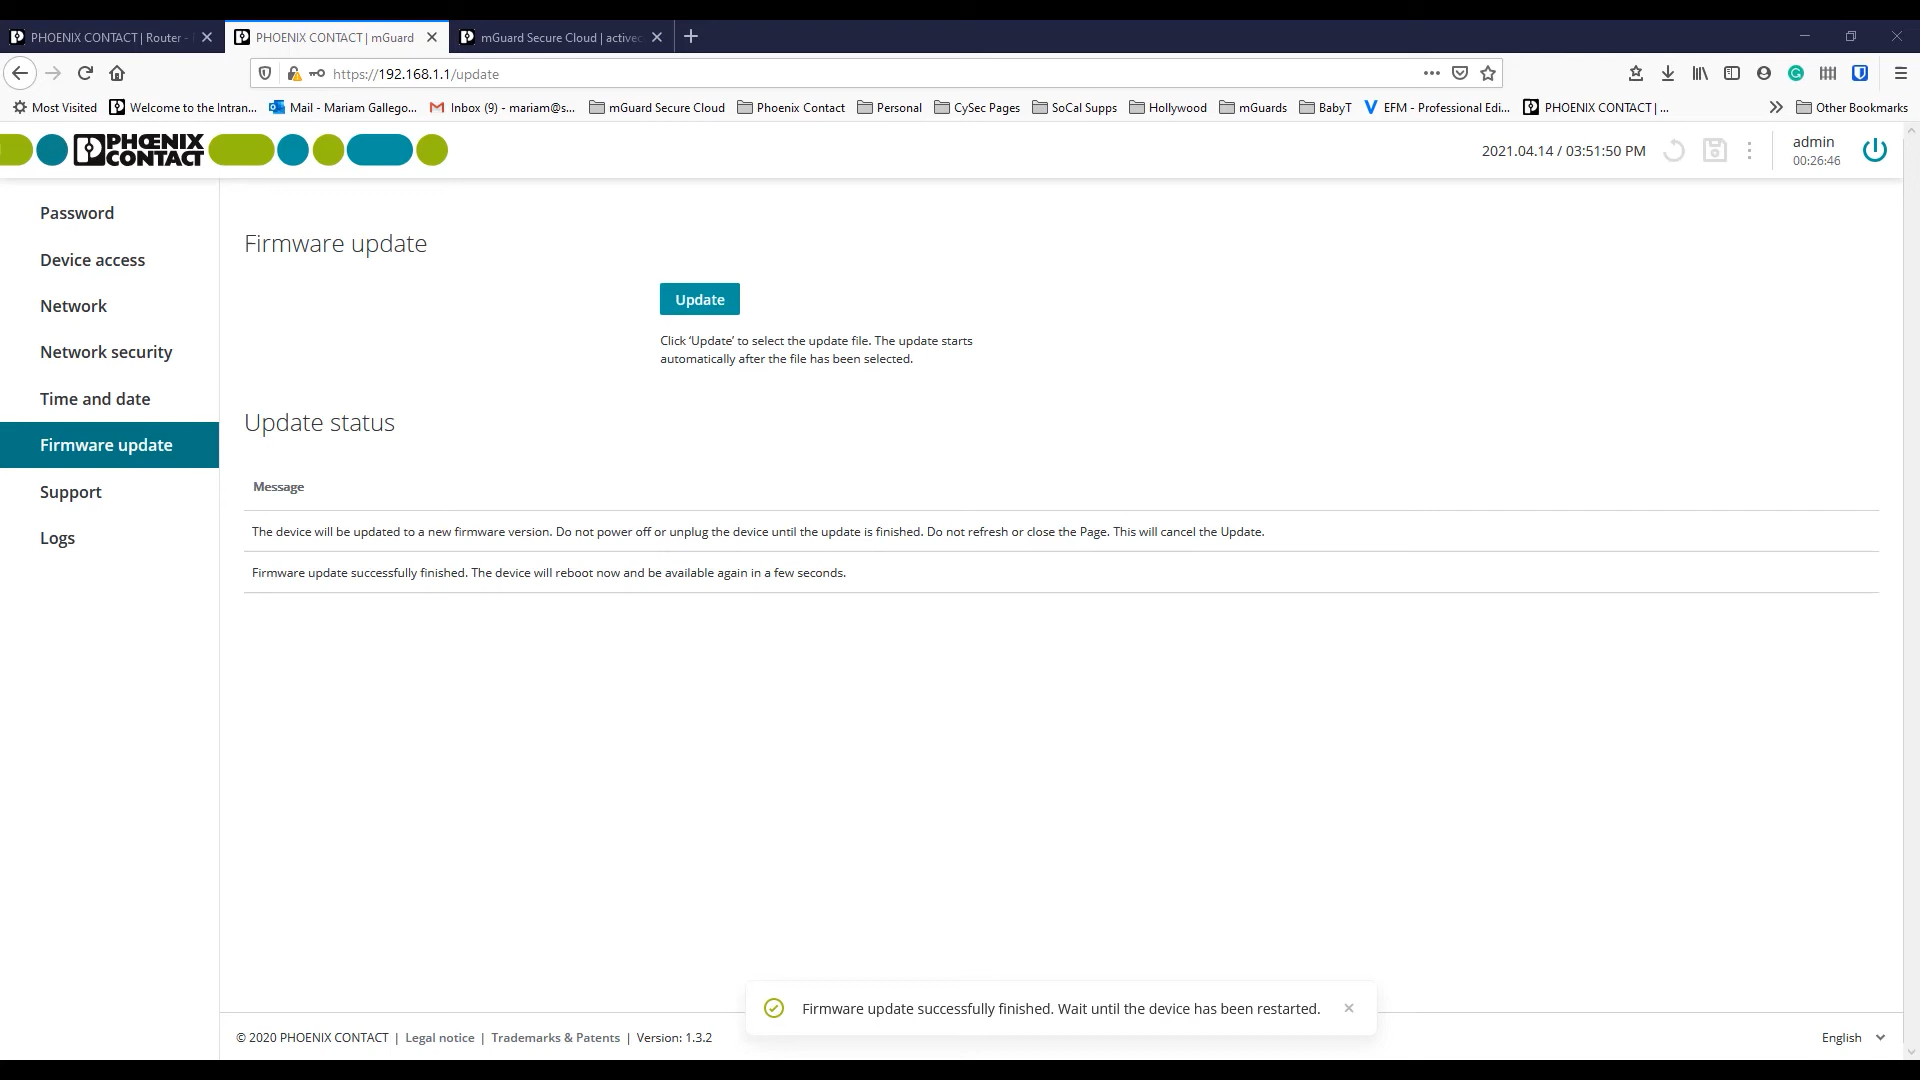 PHOENIX CONTACT | Router -
PHOENIX CONTACT | mGuard
mGuard Secure Cloud | active
https://192.168.1.1/update
Most Visited
Welcome to the Intran...
Mail - Mariam Gallego...
Inbox (9) - mariam@s...
mGuard Secure Cloud
Phoenix Contact
Personal
CySec Pages
SoCal Supps
Hollywood
mGuards
BabyT
EFM - Professional Edi...
PHOENIX CONTACT | ...
Other Bookmarks
PHŒNIX
CONTACT
2021.04.14 / 03:51:50 PM
admin
00:26:46
Password
Device access
Network
Network security
Time and date
Firmware update
Support
Logs
Firmware update
Update
Click ‘Update’ to select the update file. The update starts
automatically after the file has been selected.
Update status
Message
The device will be updated to a new firmware version. Do not power off or unplug the device until the update is finished. Do not refresh or close the Page. This will cancel the Update.
Firmware update successfully finished. The device will reboot now and be available again in a few seconds.
Firmware update successfully finished. Wait until the device has been restarted.
© 2020 PHOENIX CONTACT | Legal notice | Trademarks & Patents | Version: 1.3.2
English